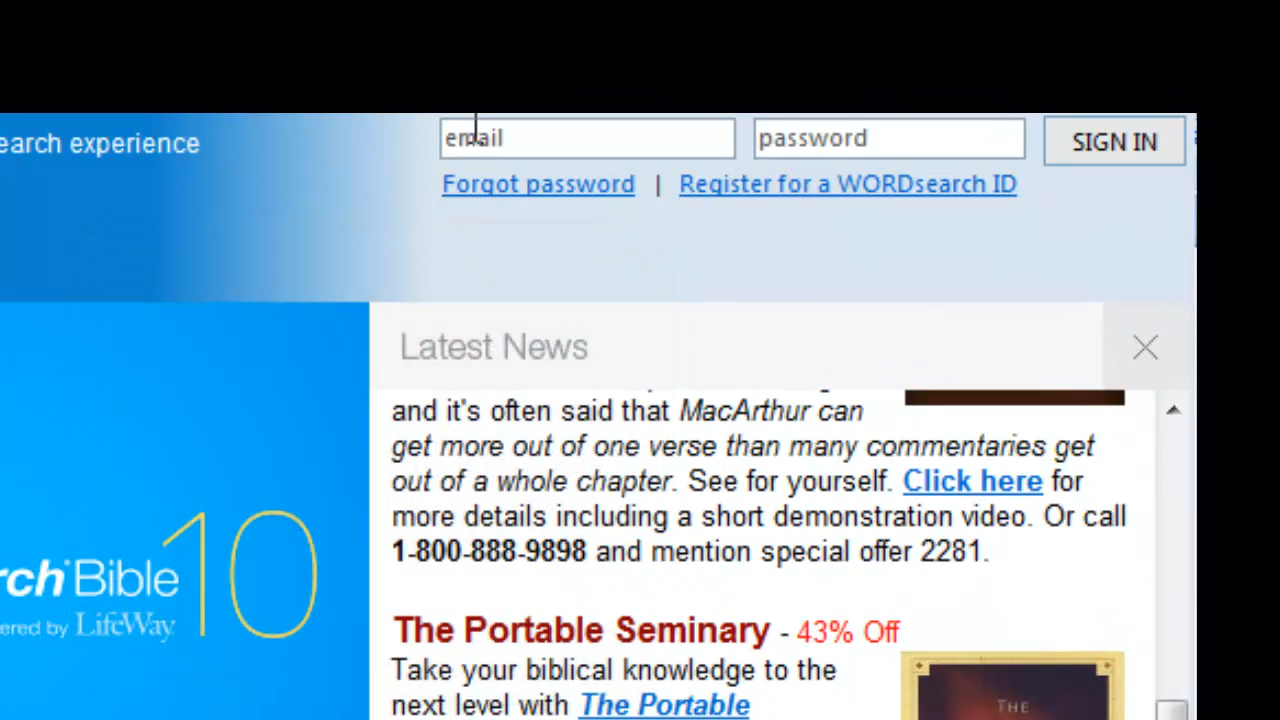 earch experience
email
password
SIGN IN
Forgot password | Register for a WORDsearch ID
Latest News
and it's often said that MacArthur can
get more out of one verse than many commentaries get
out of a whole chapter. See for yourself. Click here for
more details including a short demonstration video. Or call
1-800-888-9898 and mention special offer 2281.
rch Bible 10
ered by LifeWay
The Portable Seminary - 43% Off
Take your biblical knowledge to the
next level with The Portable
THE